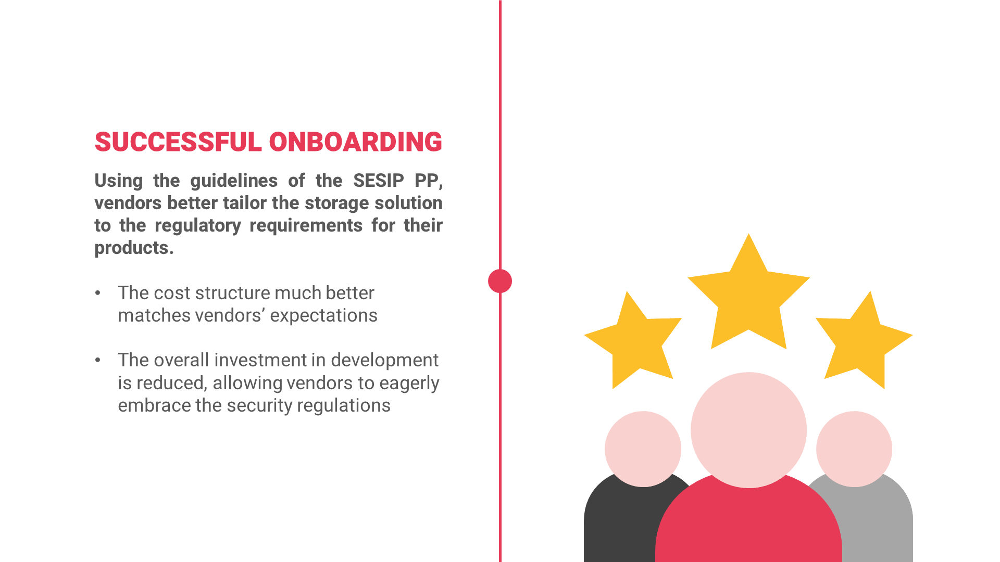 SUCCESSFUL ONBOARDING
Using the guidelines of the SESIP PP,
vendors better tailor the storage solution
to the regulatory requirements for their
products.
• The cost structure much better
matches vendors’ expectations
• The overall investment in development
is reduced, allowing vendors to eagerly
embrace the security regulations